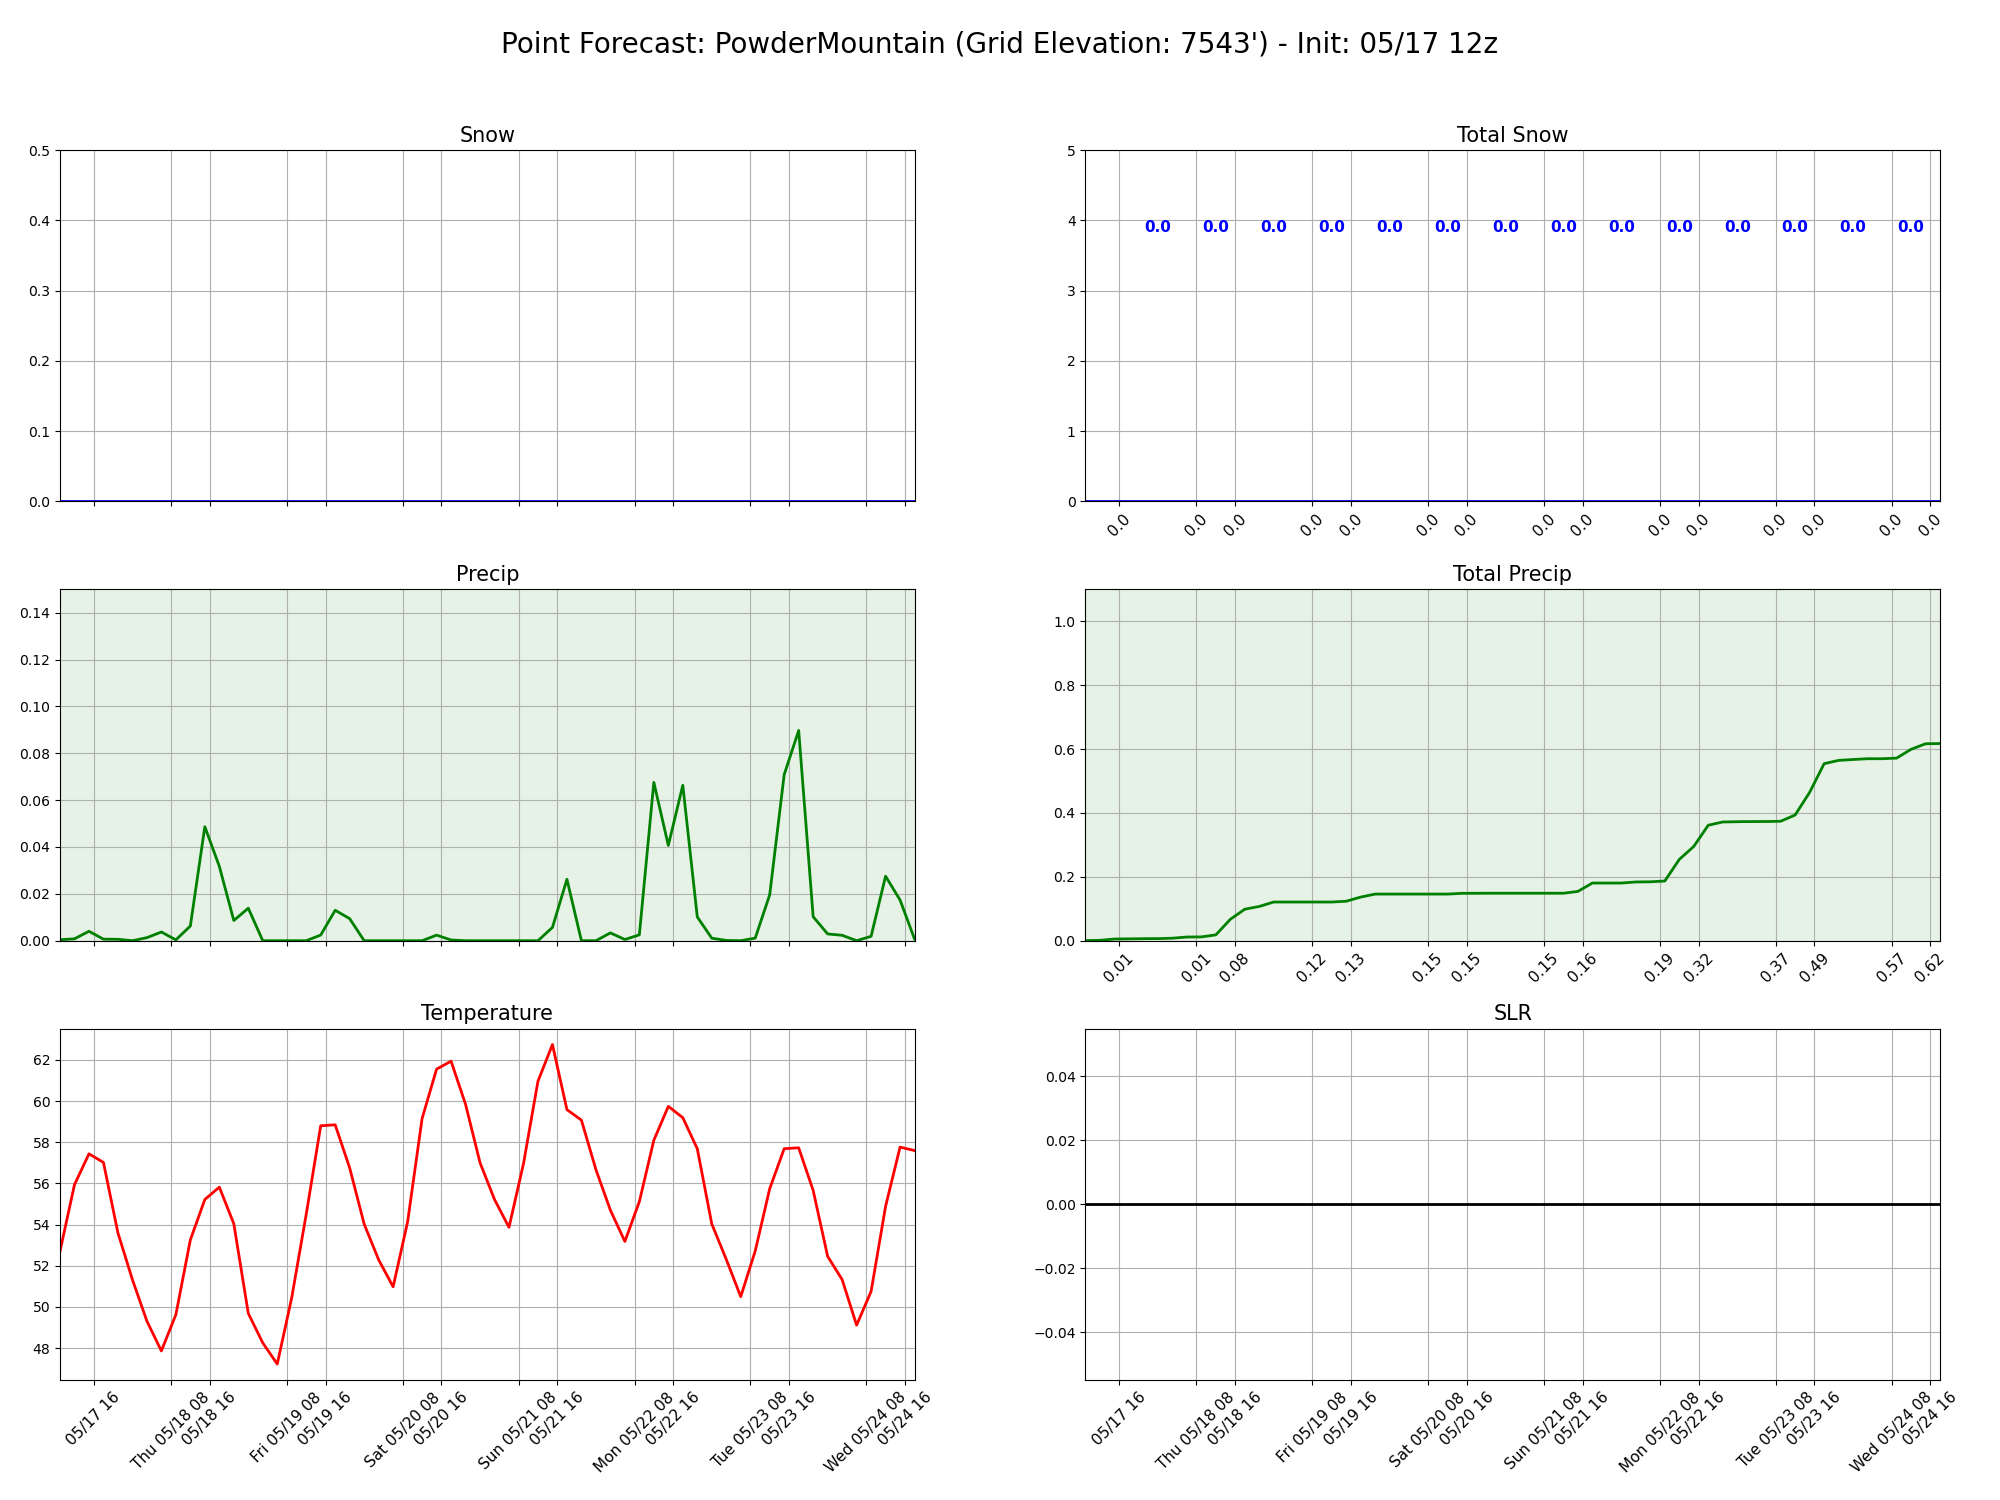 Point Forecast: PowderMountain (Grid Elevation: 7543') - Init: 05/17 12z
Snow
0.5
0.4
0.3
0.2
0.1
0.0
Total Snow
5
4
3
2
1
0
0.0 0.0 0.0 0.0 0.0 0.0 0.0 0.0 0.0 0.0 0.0 0.0 0.0 0.0
0.0 0.0 0.0 0.0 0.0 0.0 0.0 0.0 0.0 0.0 0.0 0.0 0.0 0.0 0.0
Precip
0.14
0.12
0.10
0.08
0.06
0.04
0.02
0.00
Total Precip
1.0
0.8
0.6
0.4
0.2
0.0
0.01 0.01 0.08 0.12 0.13 0.15 0.15 0.15 0.16 0.19 0.32 0.37 0.49 0.57 0.62
Temperature
62
60
58
56
54
52
50
48
05/17 16
Thu 05/18 08
05/18 16
Fri 05/19 08
05/19 16
Sat 05/20 08
05/20 16
Sun 05/21 08
05/21 16
Mon 05/22 08
05/22 16
Tue 05/23 08
05/23 16
Wed 05/24 08
05/24 16
SLR
0.04
0.02
0.00
−0.02
−0.04
05/17 16
Thu 05/18 08
05/18 16
Fri 05/19 08
05/19 16
Sat 05/20 08
05/20 16
Sun 05/21 08
05/21 16
Mon 05/22 08
05/22 16
Tue 05/23 08
05/23 16
Wed 05/24 08
05/24 16